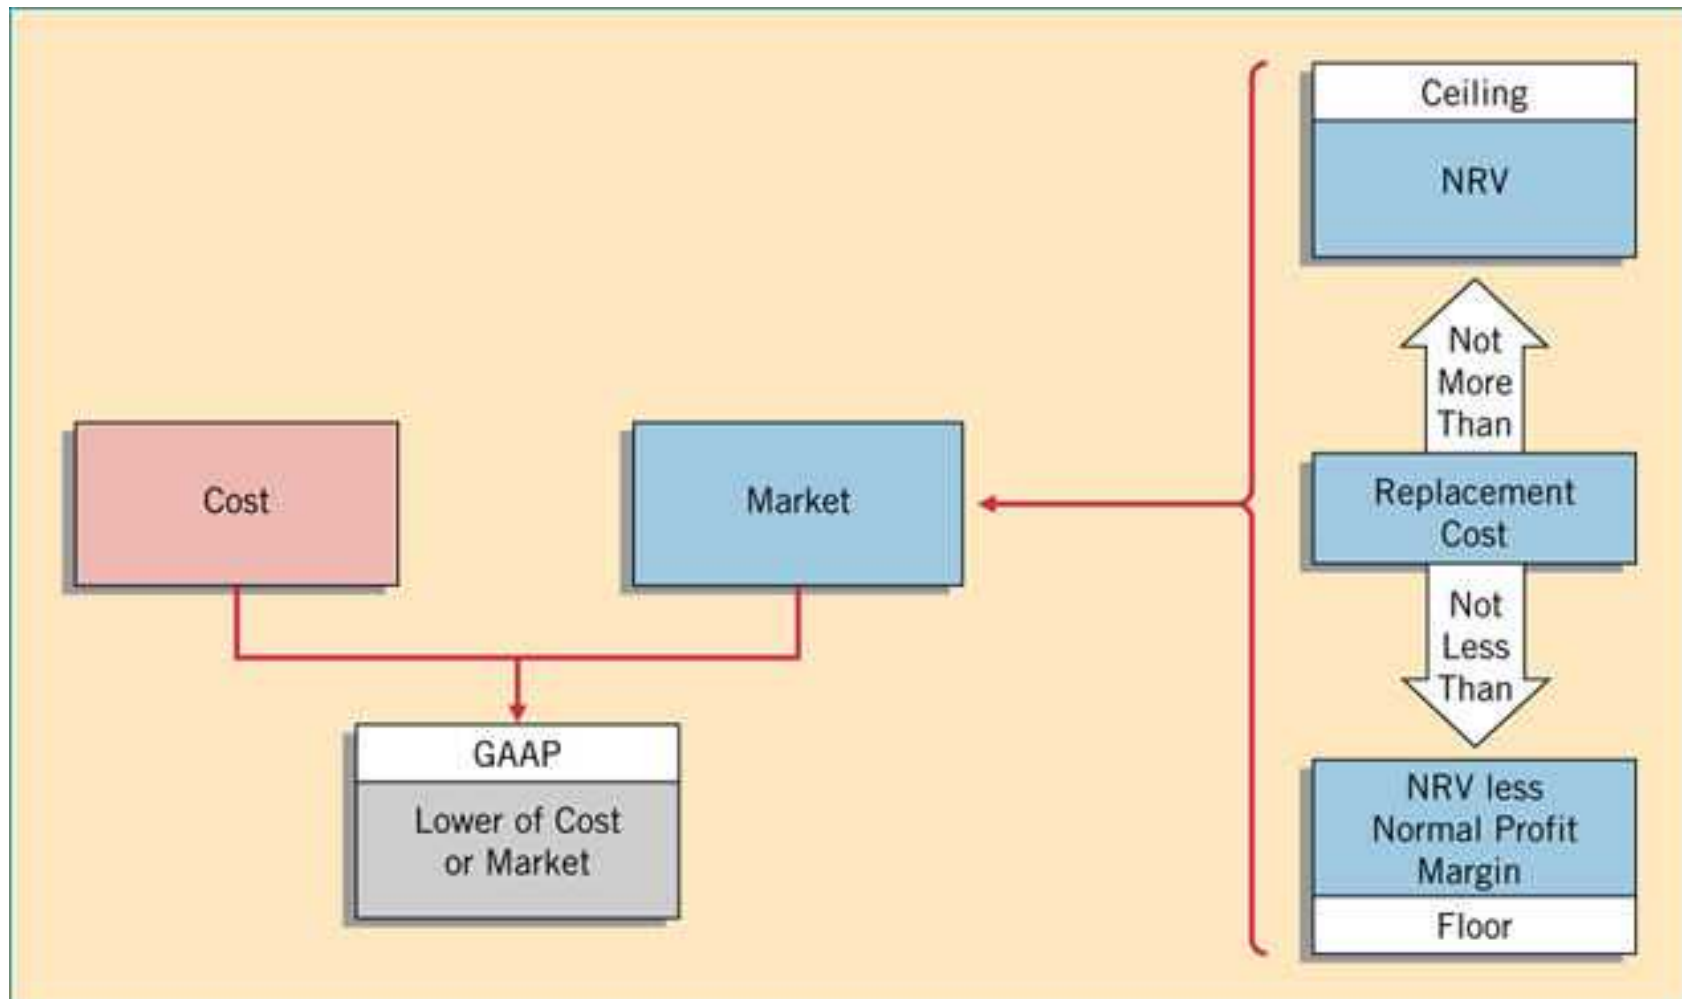 Ceiling
NRV
Not
More
Than
Cost
Market
Replacement
Cost
Not
Less
Than
GAAP
Lower of Cost
or Market
NRV less
Normal Profit
Margin
Floor